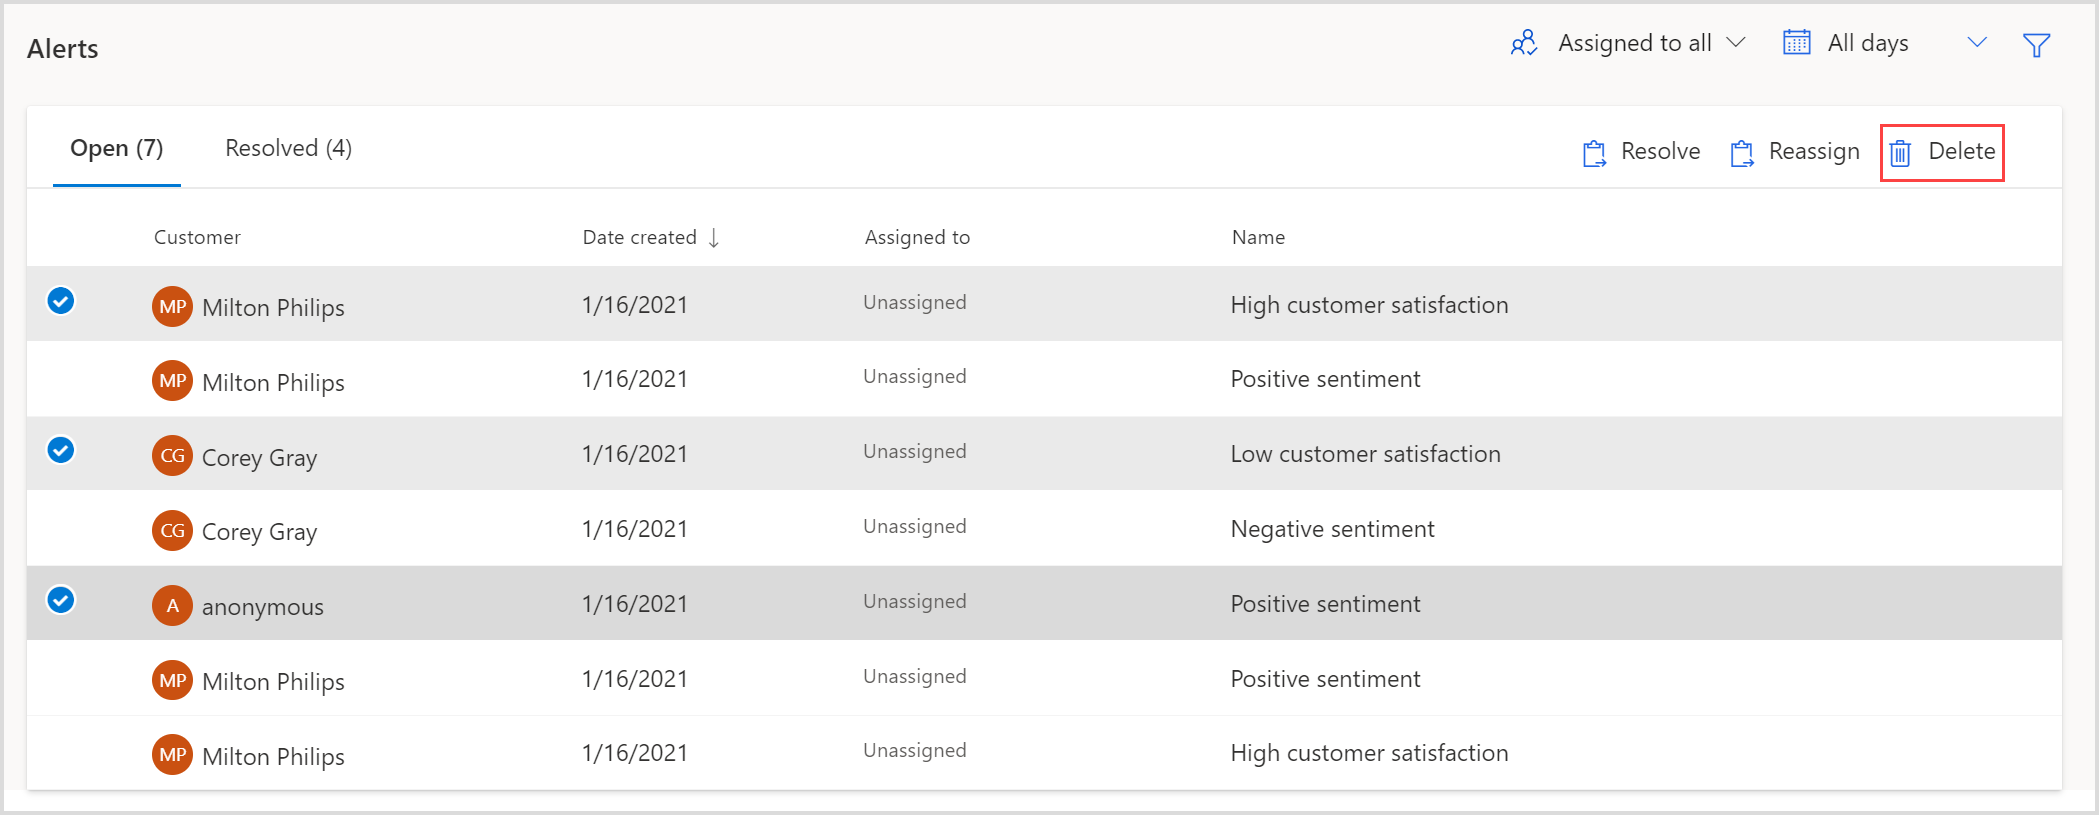 Alerts
Assigned to all
All days
Open (7)
Resolved (4)
Resolve
Reassign
Delete
Customer
Date created
Assigned to
Name
MP Milton Philips 1/16/2021 Unassigned High customer satisfaction
MP Milton Philips 1/16/2021 Unassigned Positive sentiment
CG Corey Gray 1/16/2021 Unassigned Low customer satisfaction
CG Corey Gray 1/16/2021 Unassigned Negative sentiment
A anonymous 1/16/2021 Unassigned Positive sentiment
MP Milton Philips 1/16/2021 Unassigned Positive sentiment
MP Milton Philips 1/16/2021 Unassigned High customer satisfaction